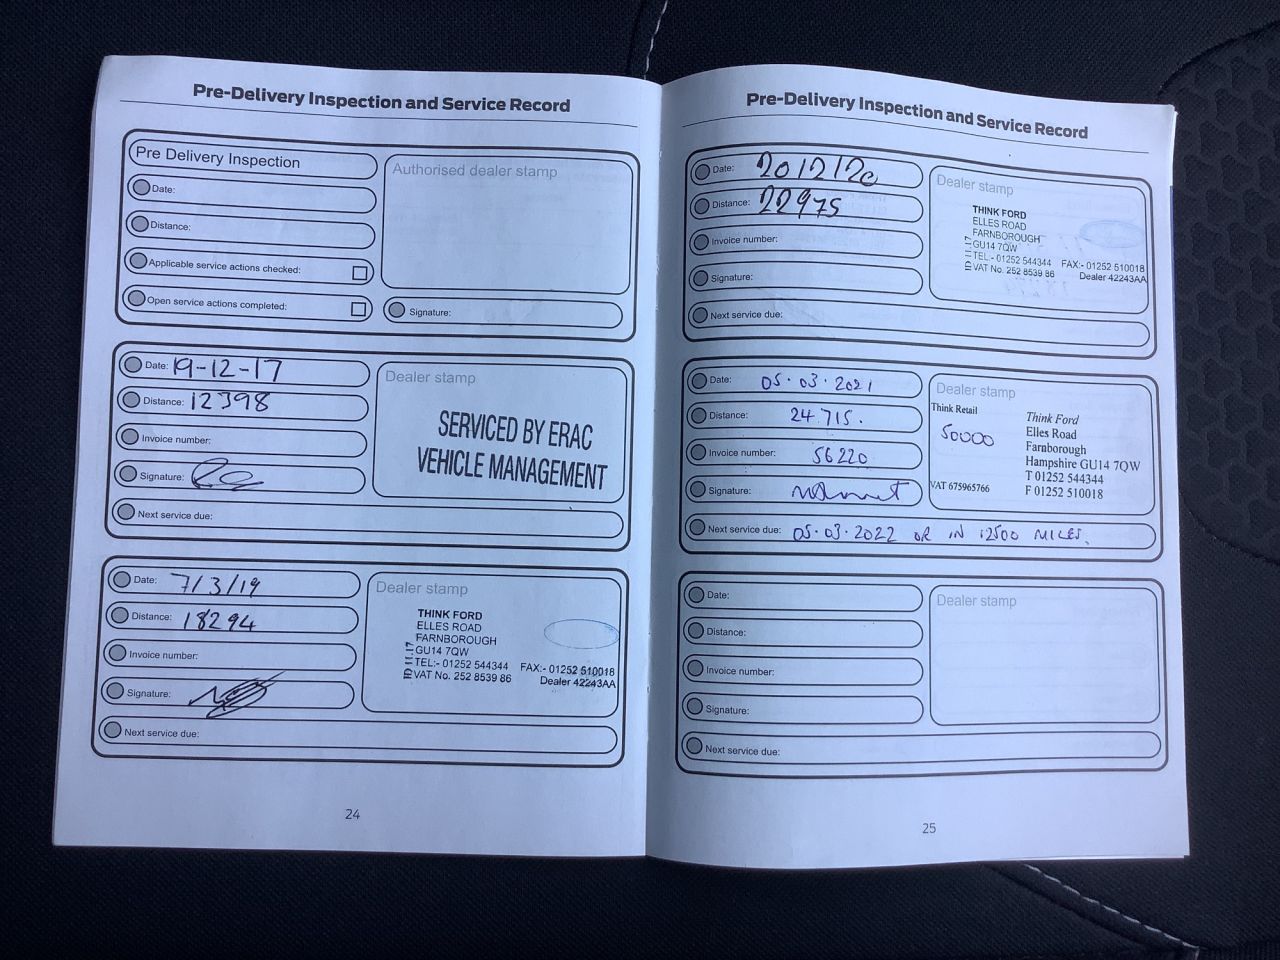 Pre-Delivery Inspection and Service Record
Pre Delivery Inspection
Authorised dealer stamp
Date:
Distance:
Applicable service actions checked:
Open service actions completed:
Signature:
Date: 19-12-17
Distance: 12398
Invoice number:
Signature:
Next service due:
Dealer stamp
SERVICED BY ERAC
VEHICLE MANAGEMENT
Date: 7/3/19
Distance: 18294
Invoice number:
Signature:
Next service due:
Dealer stamp
THINK FORD
ELLES ROAD
FARNBOROUGH
GU14 7QW
TEL:- 01252 544344 FAX:- 01252 510018
VAT No. 252 8539 86 Dealer 42243AA
24
Pre-Delivery Inspection and Service Record
Date: 20/2/20
Distance: 22975
Invoice number:
Signature:
Next service due:
Dealer stamp
THINK FORD
ELLES ROAD
FARNBOROUGH
GU14 7QW
TEL:- 01252 544344 FAX:- 01252 510018
VAT No. 252 8539 86 Dealer 42243AA
Date: 05.03.2021
Distance: 24715.
Invoice number: 56220
Signature:
Next service due: 05.03.2022 OR IN 12500 MILES.
Dealer stamp
Think Retail
50000
VAT 675965766
Think Ford
Elles Road
Farnborough
Hampshire GU14 7QW
T 01252 544344
F 01252 510018
Date:
Distance:
Invoice number:
Signature:
Next service due:
Dealer stamp
25